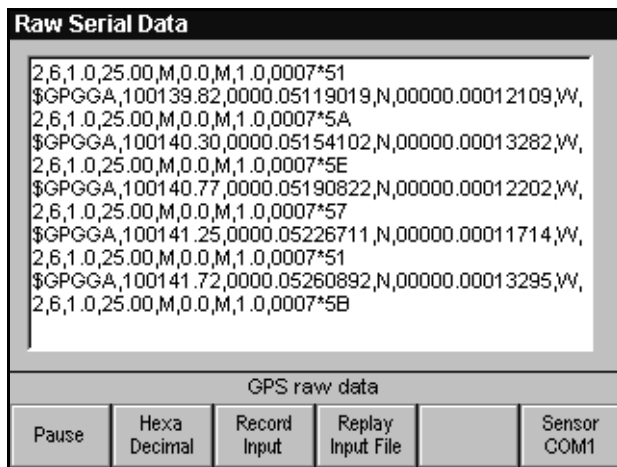 Raw Serial Data
2,6,1.0,25.00,M,0.0,M,1.0,0007*51
$GPGGA,100139.82,0000.05119019,N,00000.00012109,W,
2,6,1.0,25.00,M,0.0,M,1.0,0007*5A
$GPGGA,100140.30,0000.05154102,N,00000.00013282,W,
2,6,1.0,25.00,M,0.0,M,1.0,0007*5E
$GPGGA,100140.77,0000.05190822,N,00000.00012202,W,
2,6,1.0,25.00,M,0.0,M,1.0,0007*57
$GPGGA,100141.25,0000.05226711,N,00000.00011714,W,
2,6,1.0,25.00,M,0.0,M,1.0,0007*51
$GPGGA,100141.72,0000.05260892,N,00000.00013295,W,
2,6,1.0,25.00,M,0.0,M,1.0,0007*5B
GPS raw data
Pause
Hexa
Decimal
Record
Input
Replay
Input File
Sensor
COM1